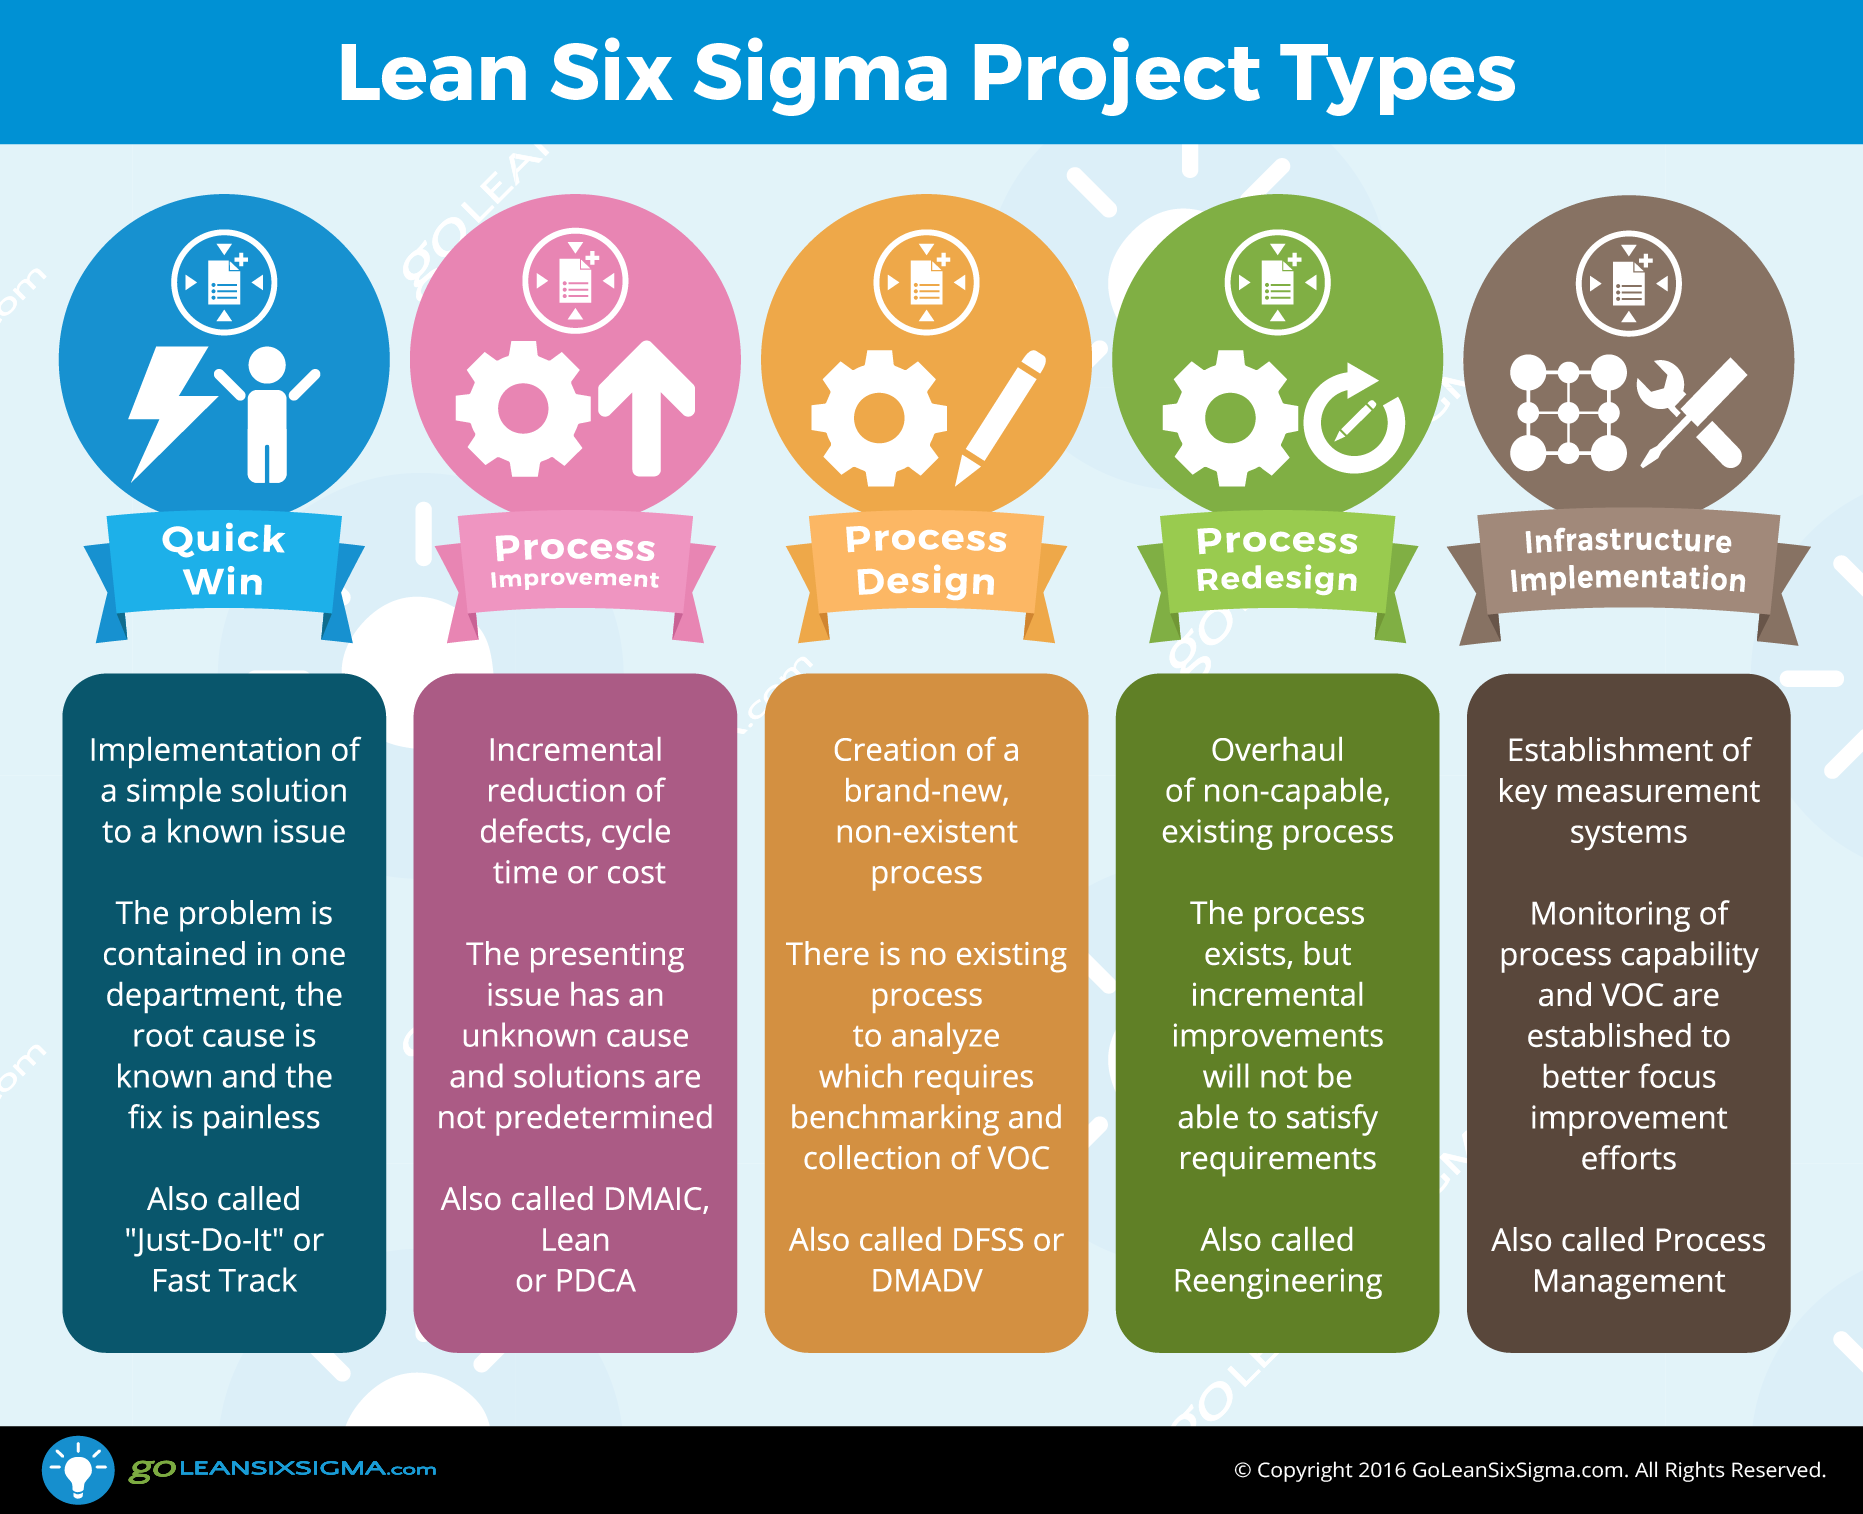 Lean Six Sigma Project Types
Quick
Win
Process
Improvement
Process
Design
Process
Redesign
Infrastructure
Implementation
Implementation of
a simple solution
to a known issue
The problem is
contained in one
department, the
root cause is
known and the
fix is painless
Also called
"Just-Do-It" or
Fast Track
Incremental
reduction of
defects, cycle
time or cost
The presenting
issue has an
unknown cause
and solutions are
not predetermined
Also called DMAIC,
Lean
or PDCA
Creation of a
brand-new,
non-existent
process
There is no existing
process
to analyze
which requires
benchmarking and
collection of VOC
Also called DFSS or
DMADV
Overhaul
of non-capable,
existing process
The process
exists, but
incremental
improvements
will not be
able to satisfy
requirements
Also called
Reengineering
Establishment of
key measurement
systems
Monitoring of
process capability
and VOC are
established to
better focus
improvement
efforts
Also called Process
Management
goLEANSIXSIGMA.com
© Copyright 2016 GoLeanSixSigma.com. All Rights Reserved.